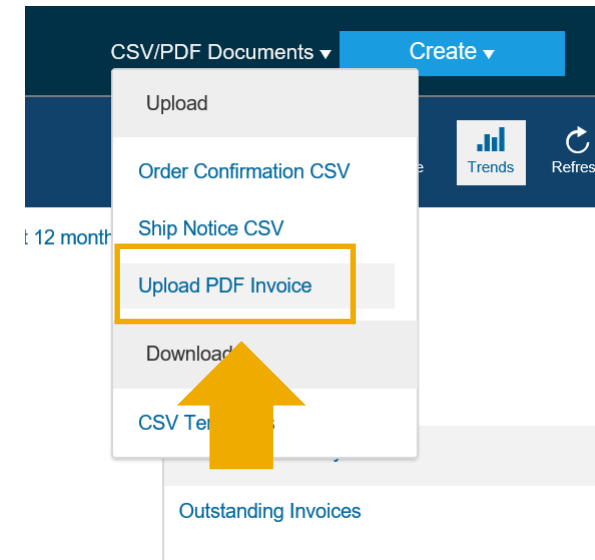 CSV/PDF Documents ▾
Create ▾
Upload
Order Confirmation CSV
Trends
Ship Notice CSV
12 month
Upload PDF Invoice
Download
CSV
Outstanding Invoices